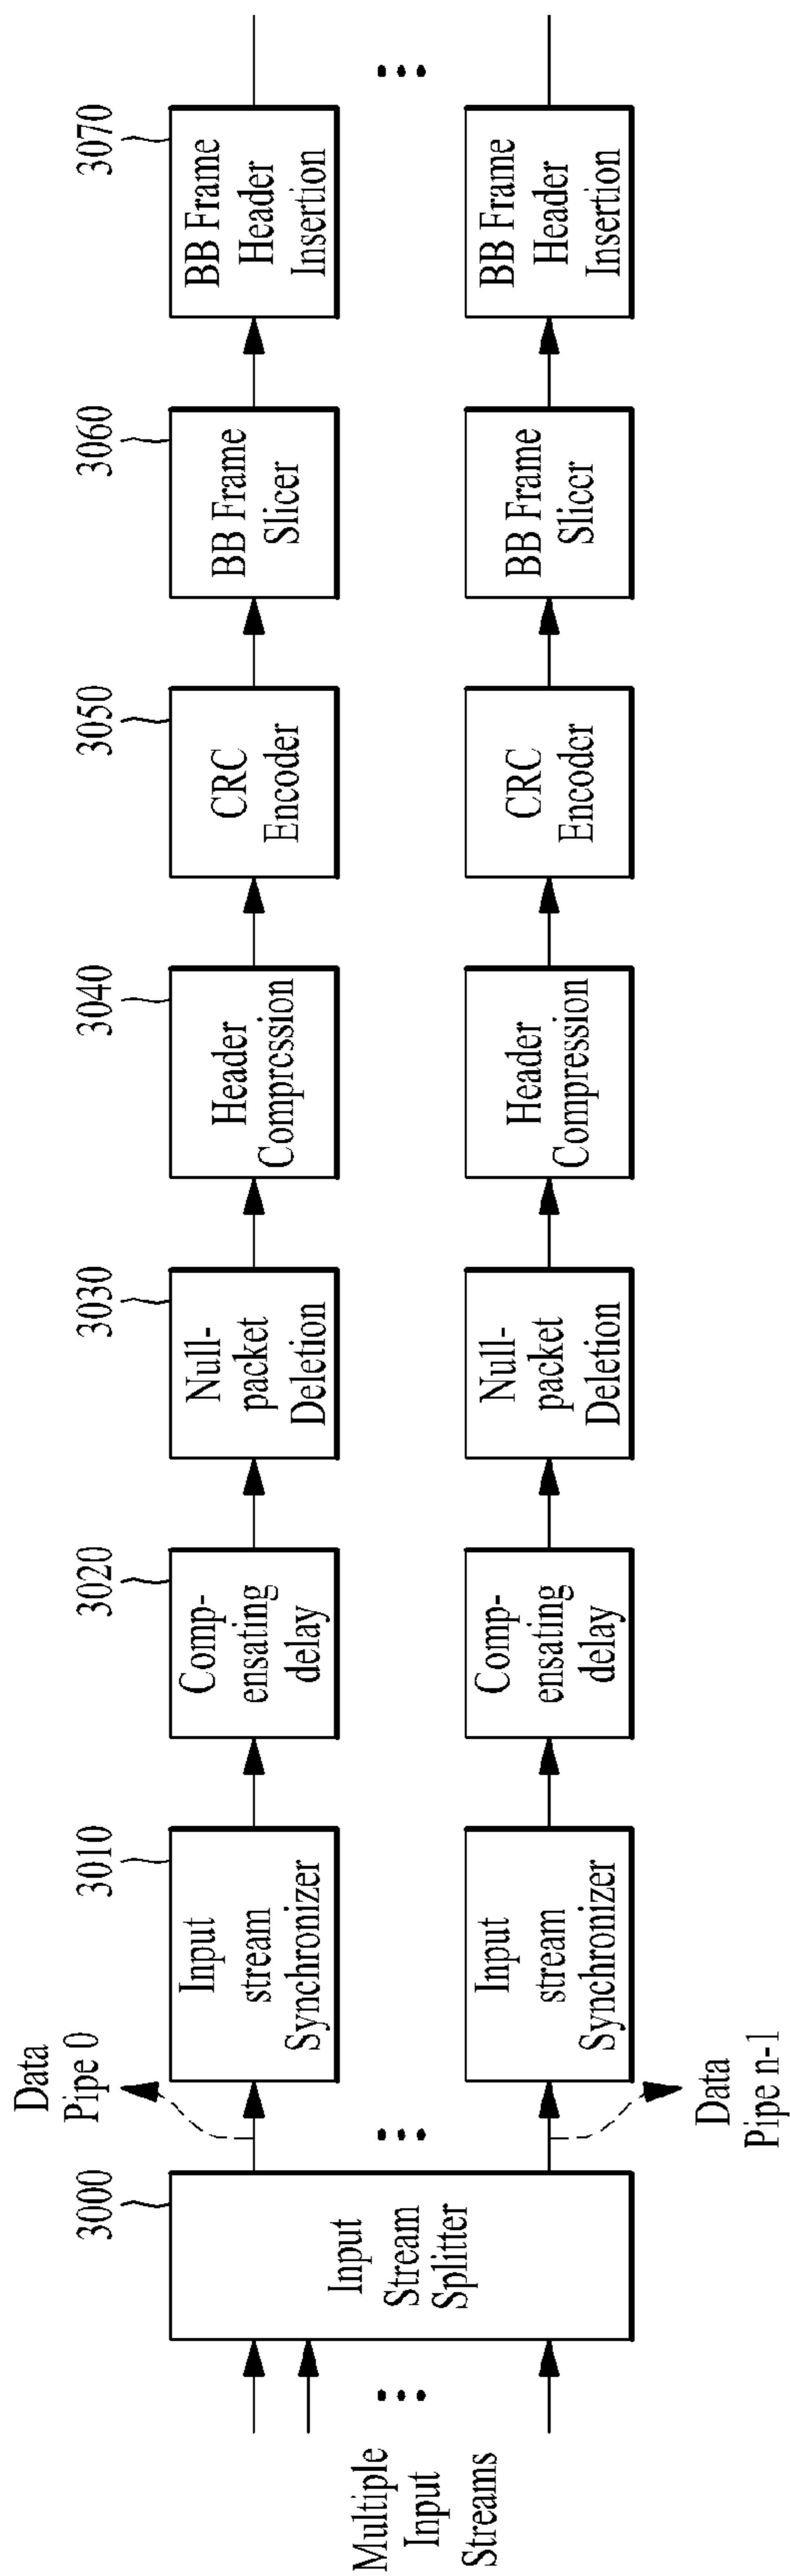 Multiple
Input
Streams
3000
Input
Stream
Splitter
Data
Pipe 0
3010
Input
stream
Synchronizer
3020
Comp-
ensating
delay
3030
Null-
packet
Deletion
3040
Header
Compression
3050
CRC
Encoder
3060
BB Frame
Slicer
3070
BB Frame
Header
Insertion
Data
Pipe n-1
Input
stream
Synchronizer
Comp-
ensating
delay
Null-
packet
Deletion
Header
Compression
CRC
Encoder
BB Frame
Slicer
BB Frame
Header
Insertion